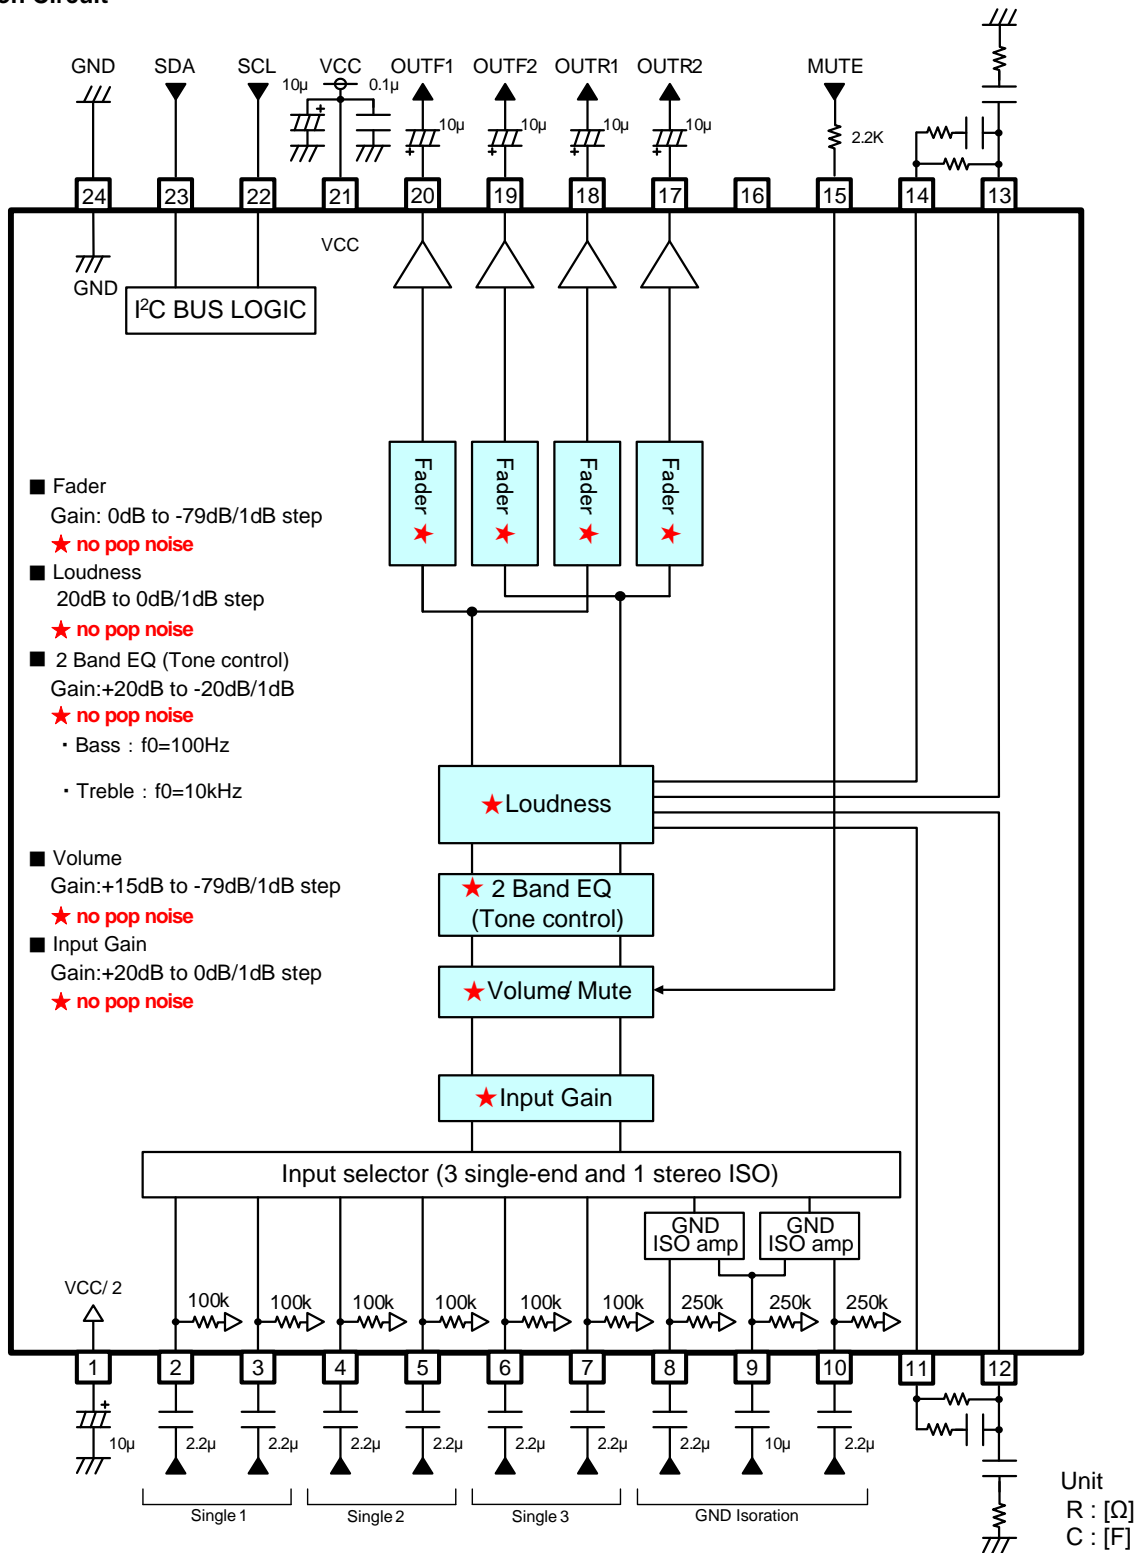 on Circuit
GND SDA SCL VCC OUTF1 OUTF2 OUTR1 OUTR2 MUTE
10μ 0.1μ
10μ 10μ 10μ 10μ 2.2K
24 23 22 21 20 19 18 17 16 15 14 13
VCC
GND
I²C BUS LOGIC
Fader★ Fader★ Fader★ Fader★
■ Fader
Gain: 0dB to -79dB/1dB step
★ no pop noise
■ Loudness
20dB to 0dB/1dB step
★ no pop noise
■ 2 Band EQ (Tone control)
Gain:+20dB to -20dB/1dB
★ no pop noise
・Bass : f0=100Hz
・Treble : f0=10kHz
■ Volume
Gain:+15dB to -79dB/1dB step
★ no pop noise
■ Input Gain
Gain:+20dB to 0dB/1dB step
★ no pop noise
★Loudness
★ 2 Band EQ
(Tone control)
★Volume/ Mute
★Input Gain
Input selector (3 single-end and 1 stereo ISO)
GND
ISO amp
GND
ISO amp
VCC/ 2
100k 100k 100k 100k 100k 100k 250k 250k 250k
1 2 3 4 5 6 7 8 9 10 11 12
10μ 2.2μ 2.2μ 2.2μ 2.2μ 2.2μ 2.2μ 2.2μ 10μ 2.2μ
Single 1 Single 2 Single 3 GND Isoration
Unit
R : [Ω]
C : [F]